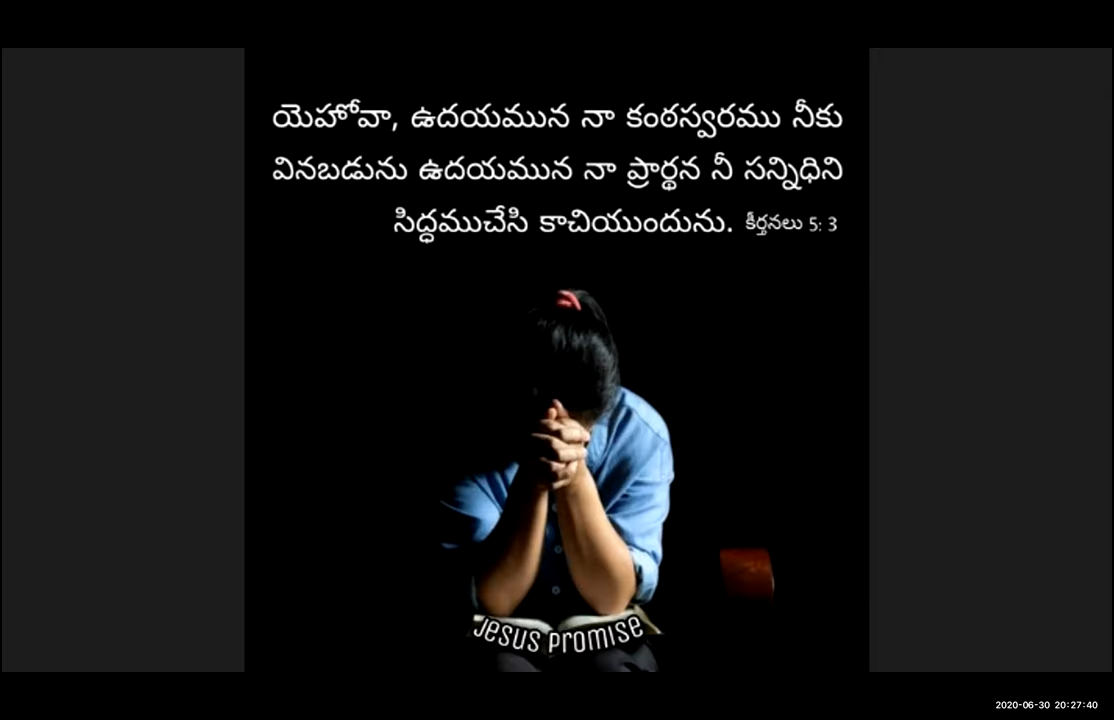 యెహోవా, ఉదయమున నా కంఠస్వరము నీకు
వినబడును ఉదయమున నా ప్రార్థన నీ సన్నిధిని
సిద్ధముచేసి కాచియుందును. కీర్తనలు 5: 3
Jesus Promise
2020-06-30 20:27:40